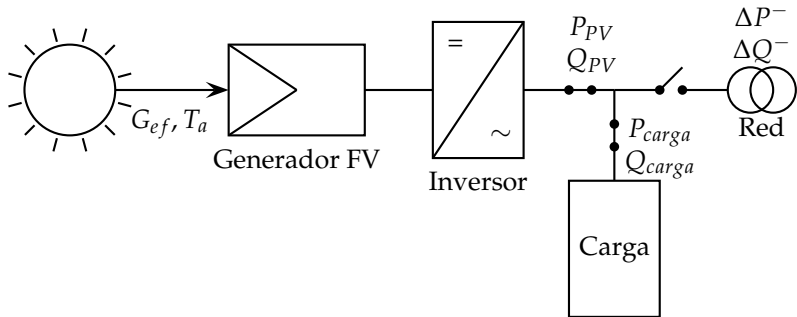 G_ef, T_a
Generador FV
=
~
Inversor
P_PV
Q_PV
P_carga
Q_carga
Carga
ΔP⁻
ΔQ⁻
Red